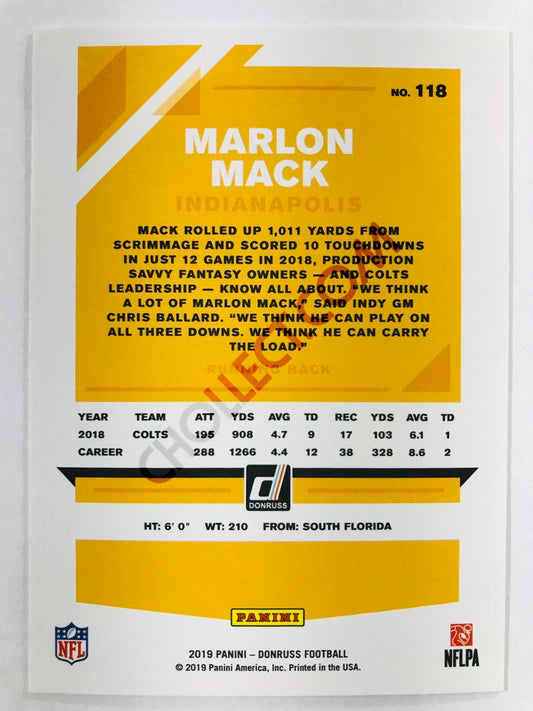 NO. 118
MARLON
MACK
INDIANAPOLIS
MACK ROLLED UP 1,011 YARDS FROM
SCRIMMAGE AND SCORED 10 TOUCHDOWNS
IN JUST 12 GAMES IN 2018, PRODUCTION
SAVVY FANTASY OWNERS — AND COLTS
LEADERSHIP — KNOW ALL ABOUT. “WE THINK
A LOT OF MARLON MACK,” SAID INDY GM
CHRIS BALLARD. “WE THINK HE CAN PLAY ON
ALL THREE DOWNS. WE THINK HE CAN CARRY
THE LOAD.”
RUNNING BACK
CHOLLECT.COM
YEAR TEAM ATT YDS AVG TD REC YDS AVG TD
2018 COLTS 195 908 4.7 9 17 103 6.1 1
CAREER 288 1266 4.4 12 38 328 8.6 2
d
DONRUSS
HT: 6' 0" WT: 210 FROM: SOUTH FLORIDA
PANINI
NFL
NFLPA
2019 PANINI – DONRUSS FOOTBALL
© 2019 Panini America, Inc. Printed in the USA.